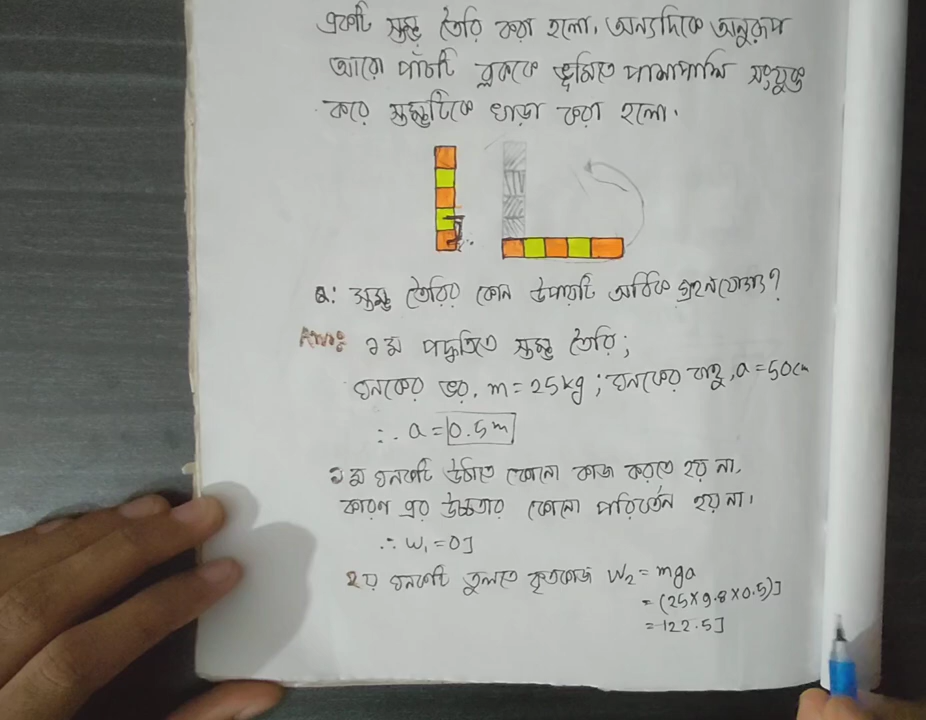 একটি স্তম্ভ তৈরি করা হলো, অন্যদিকে অনুরূপ
আরো পাঁচটি ব্লককে ভূমিতে পাশাপাশি সংযুক্ত
করে স্তম্ভটিকে খাড়া করা হলো।
Q: স্তম্ভ তৈরির কোন উপায়টি অধিক গ্রহনযোগ্য?
Ans: ১ম পদ্ধতিতে স্তম্ভ তৈরি;
ঘনকের ভর, m = 25kg ; ঘনকের বাহু, a = 50cm
∴ a = 0.5m
১ম ঘনকটি উঠাতে কোনো কাজ করতে হয় না,
কারণ এর উচ্চতার কোনো পরিবর্তন হয় না।
∴ W₁ = 0J
২য় ঘনকটি তুলতে কৃতকাজ W₂ = mga
= (25×9.8×0.5)J
= 122.5J